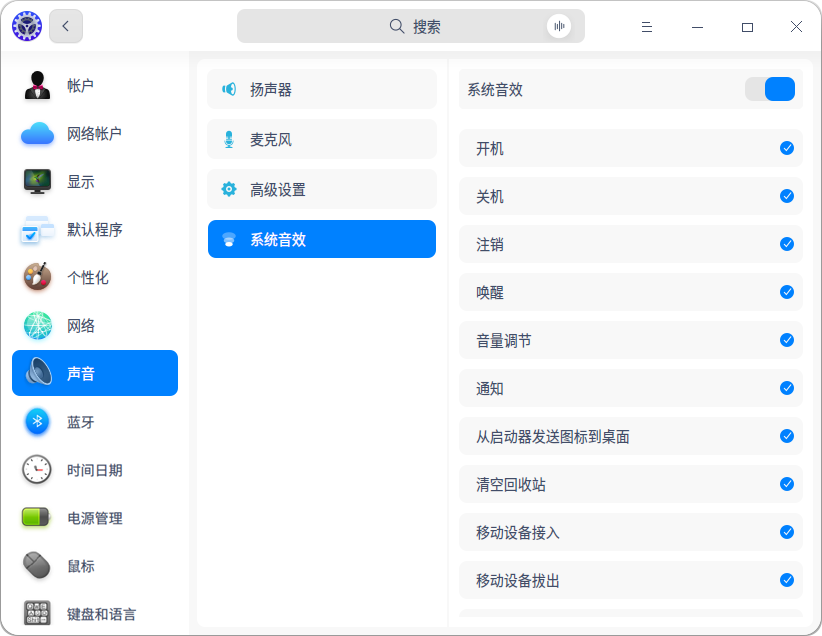 搜索
帐户
网络帐户
显示
默认程序
个性化
网络
声音
蓝牙
时间日期
电源管理
鼠标
键盘和语言
扬声器
麦克风
高级设置
系统音效
系统音效
开机
关机
注销
唤醒
音量调节
通知
从启动器发送图标到桌面
清空回收站
移动设备接入
移动设备拔出